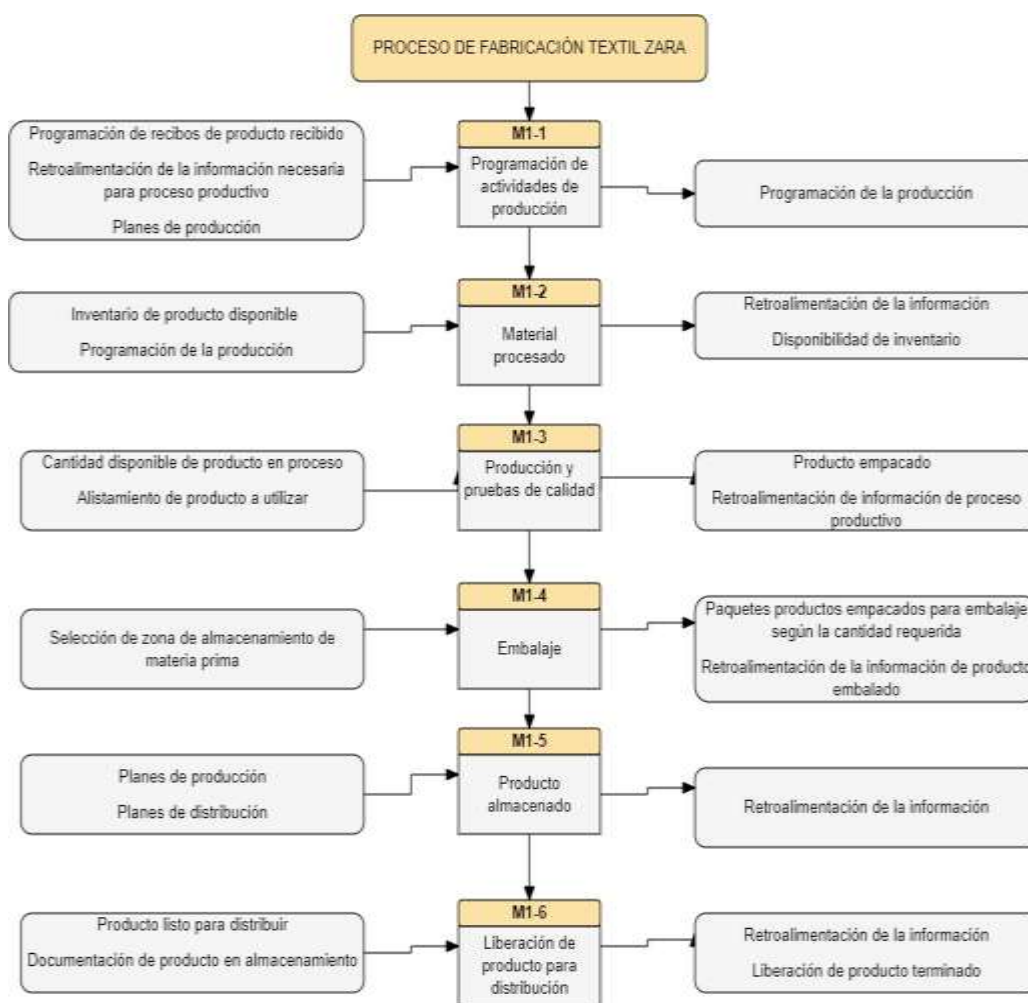 PROCESO DE FABRICACIÓN TEXTIL ZARA
Programación de recibos de producto recibido
Retroalimentación de la información necesaria
para proceso productivo
Planes de producción
M1-1
Programación de
actividades de
producción
Programación de la producción
Inventario de producto disponible
Programación de la producción
M1-2
Material
procesado
Retroalimentación de la información
Disponibilidad de inventario
Cantidad disponible de producto en proceso
Alistamiento de producto a utilizar
M1-3
Producción y
pruebas de calidad
Producto empacado
Retroalimentación de información de proceso
productivo
Selección de zona de almacenamiento de
materia prima
M1-4
Embalaje
Paquetes productos empacados para embalaje
según la cantidad requerida
Retroalimentación de la información de producto
embalado
Planes de producción
Planes de distribución
M1-5
Producto
almacenado
Retroalimentación de la información
Producto listo para distribuir
Documentación de producto en almacenamiento
M1-6
Liberación de
producto para
distribución
Retroalimentación de la información
Liberación de producto terminado